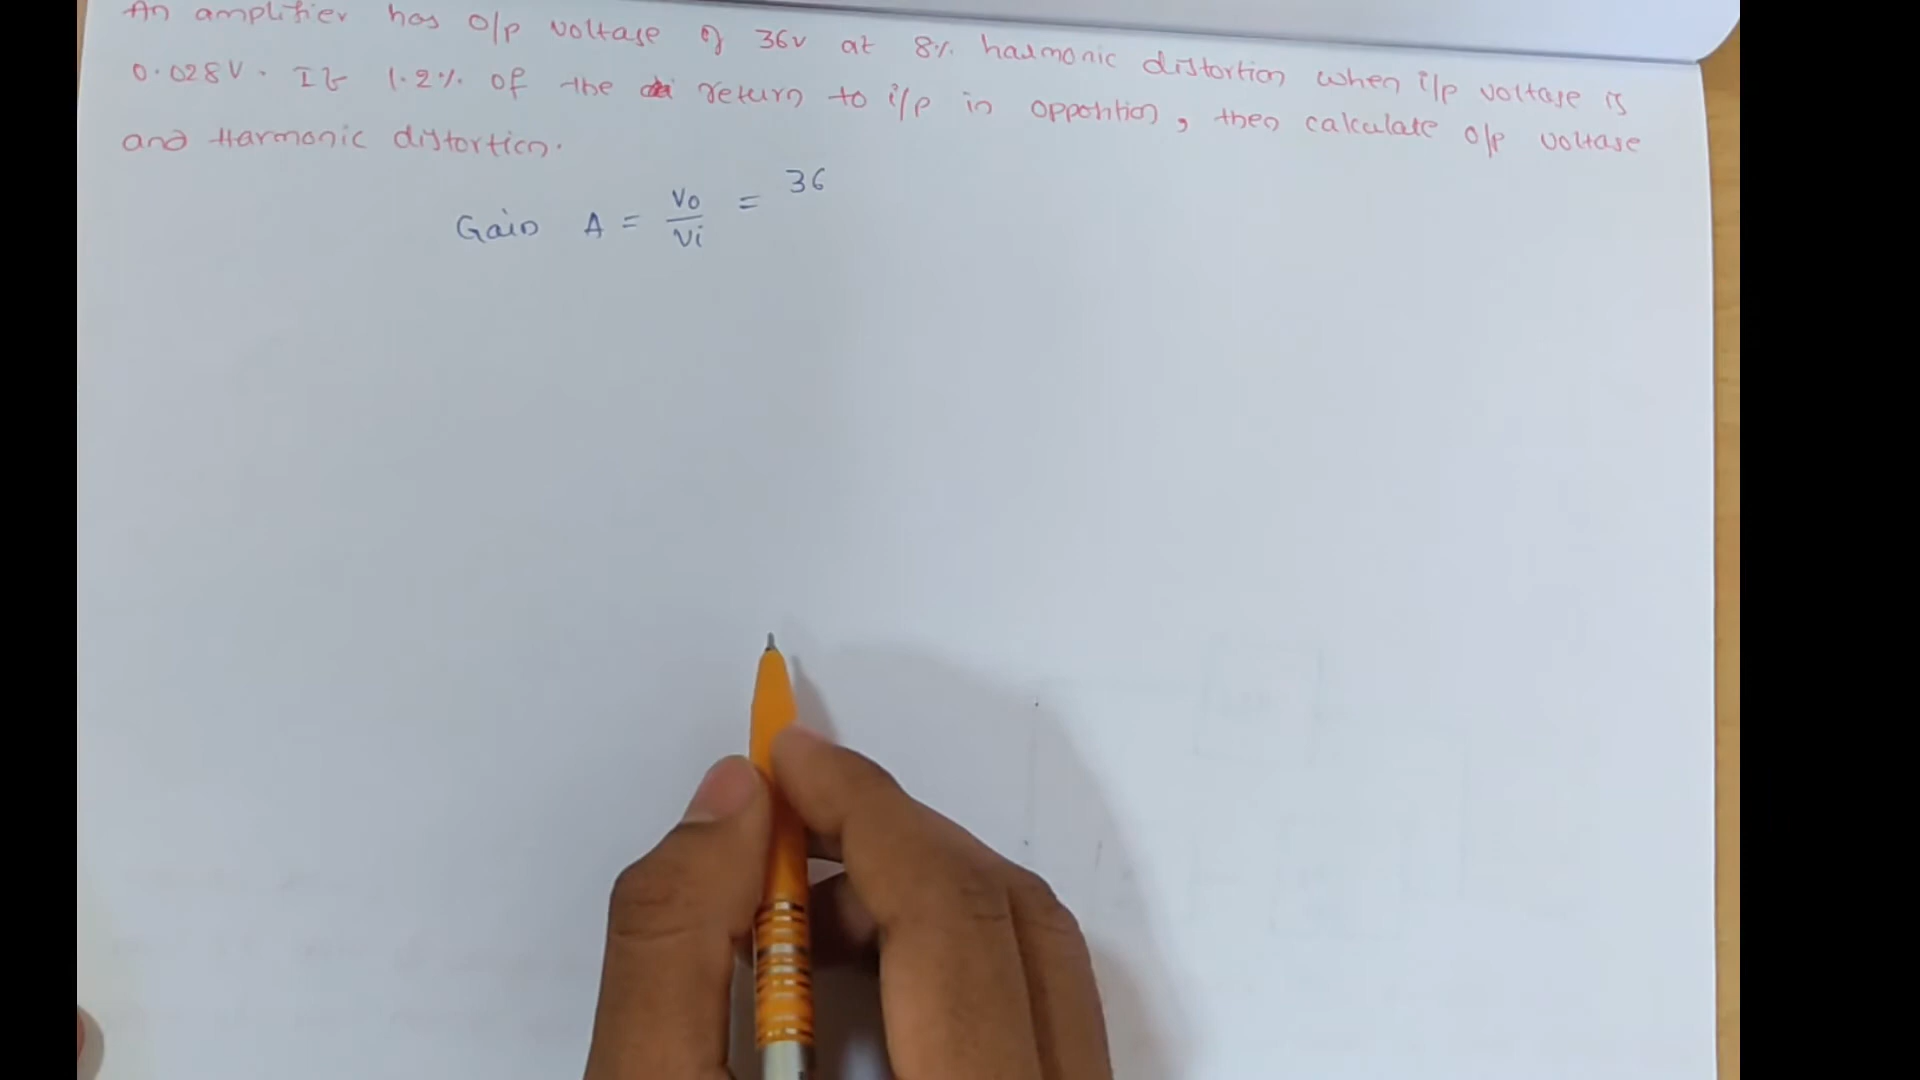 An amplifier has o/p voltage of 36v at 8% harmonic distortion when i/p voltage is
0.028V. If 1.2% of the return to i/p in opposition, then calculate o/p voltage
and Harmonic distortion.
Gain A = Vo/Vi = 36